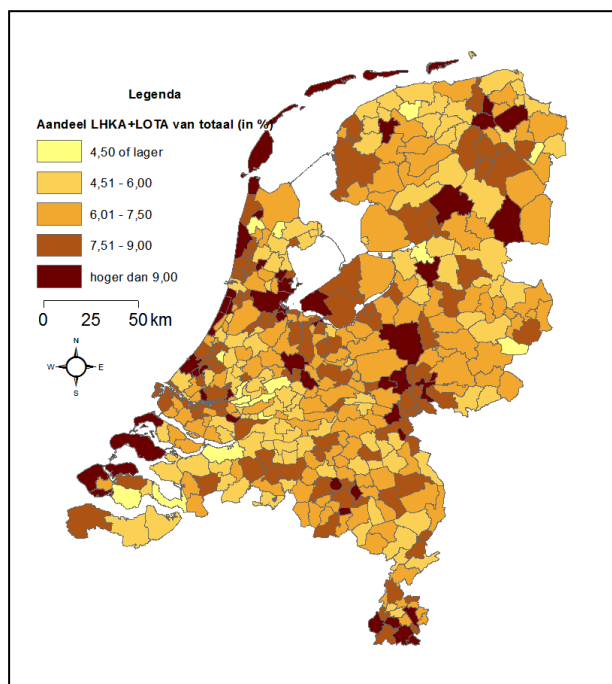 Legenda
Aandeel LHKA+LOTA van totaal (in %)
4,50 of lager
4,51 - 6,00
6,01 - 7,50
7,51 - 9,00
hoger dan 9,00
0 25 50 km
N
W E
S